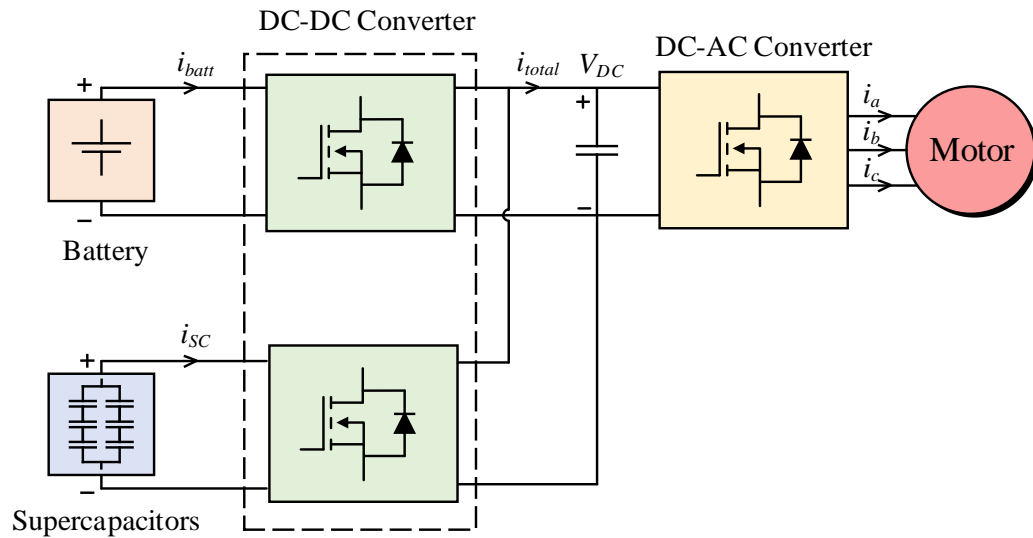 DC-DC Converter
DC-AC Converter
i_batt
i_total
V_DC
+
+
i_a
i_b
i_c
Motor
−
−
Battery
i_SC
+
−
Supercapacitors